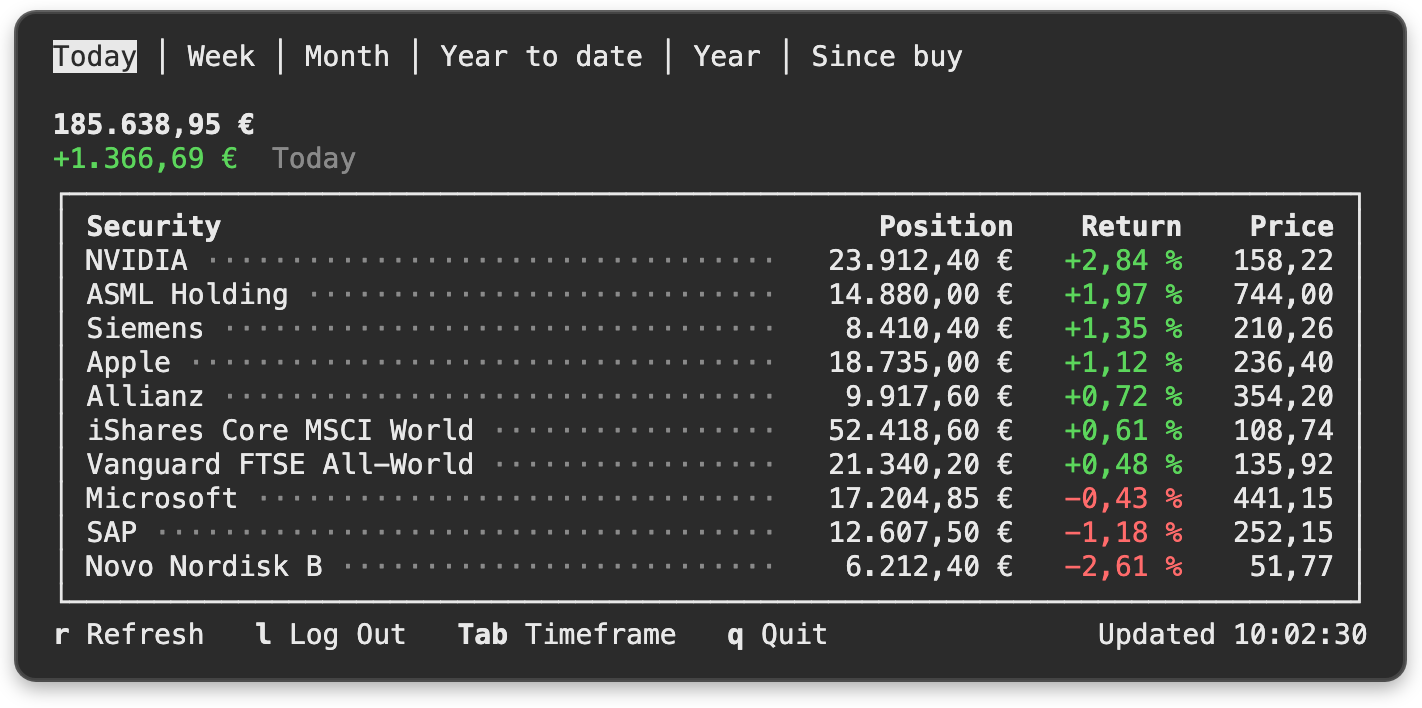 Today │ Week │ Month │ Year to date │ Year │ Since buy
185.638,95 €
+1.366,69 € Today
Security Position Return Price
NVIDIA ·································· 23.912,40 € +2,84 % 158,22
ASML Holding ···························· 14.880,00 € +1,97 % 744,00
Siemens ································· 8.410,40 € +1,35 % 210,26
Apple ··································· 18.735,00 € +1,12 % 236,40
Allianz ································· 9.917,60 € +0,72 % 354,20
iShares Core MSCI World ················· 52.418,60 € +0,61 % 108,74
Vanguard FTSE All–World ················· 21.340,20 € +0,48 % 135,92
Microsoft ······························· 17.204,85 € −0,43 % 441,15
SAP ····································· 12.607,50 € −1,18 % 252,15
Novo Nordisk B ·························· 6.212,40 € −2,61 % 51,77
r Refresh l Log Out Tab Timeframe q Quit Updated 10:02:30